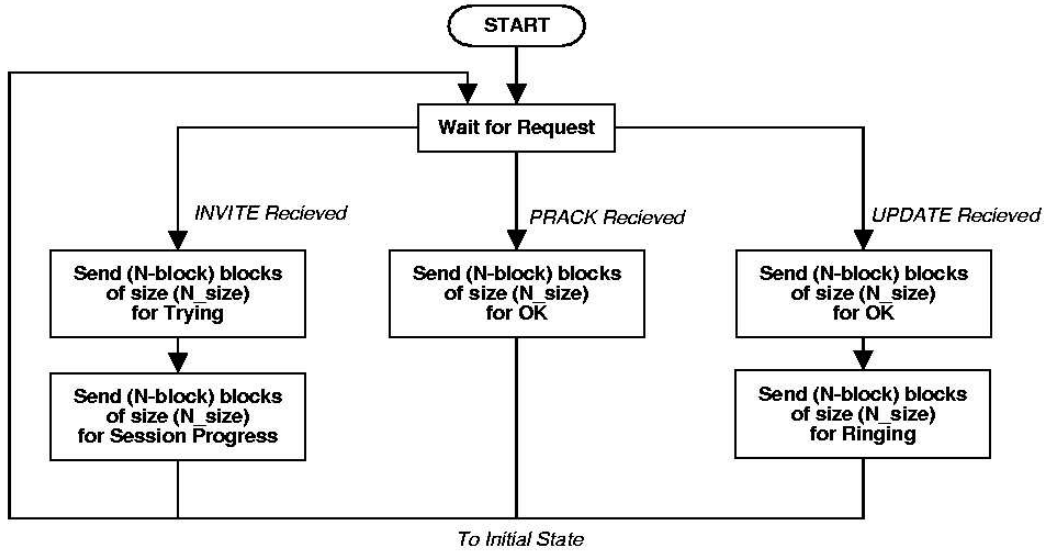 START
Wait for Request
INVITE Recieved
PRACK Recieved
UPDATE Recieved
Send (N-block) blocks
of size (N_size)
for Trying
Send (N-block) blocks
of size (N_size)
for OK
Send (N-block) blocks
of size (N_size)
for OK
Send (N-block) blocks
of size (N_size)
for Session Progress
Send (N-block) blocks
of size (N_size)
for Ringing
To Initial State